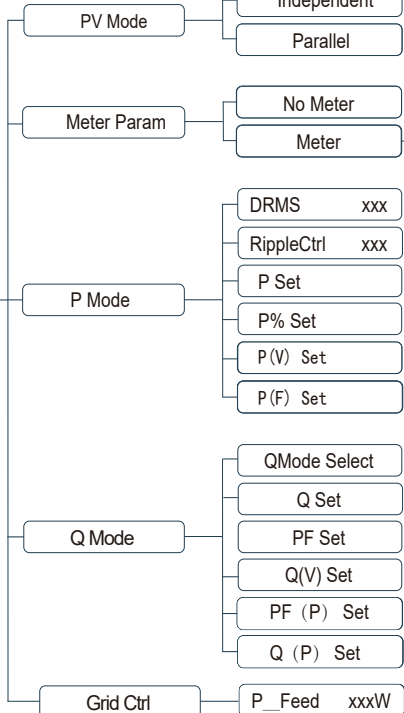 Independent
PV Mode
Parallel
No Meter
Meter Param
Meter
DRMS xxx
RippleCtrl xxx
P Set
P Mode
P% Set
P(V) Set
P(F) Set
QMode Select
Q Set
Q Mode
PF Set
Q(V) Set
PF（P） Set
Q（P） Set
Grid Ctrl
P__Feed xxxW